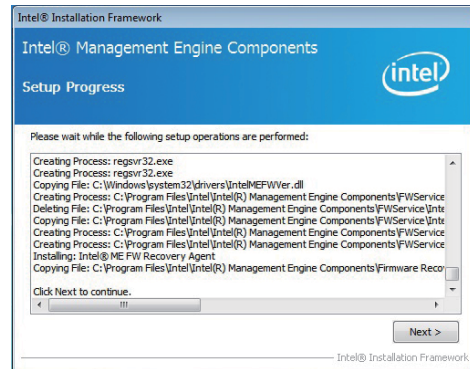 Intel® Installation Framework
Intel® Management Engine Components
Setup Progress
intel
Please wait while the following setup operations are performed:
Creating Process: regsvr32.exe
Creating Process: regsvr32.exe
Copying File: C:\Windows\system32\drivers\IntelMEFWVer.dll
Creating Process: C:\Program Files\Intel\Intel(R) Management Engine Components\FWService
Deleting File: C:\Program Files\Intel\Intel(R) Management Engine Components\FWService\Inte
Copying File: C:\Program Files\Intel\Intel(R) Management Engine Components\FWService\Inte
Creating Process: C:\Program Files\Intel\Intel(R) Management Engine Components\FWService
Creating Process: C:\Program Files\Intel\Intel(R) Management Engine Components\FWService
Installing: Intel® ME FW Recovery Agent
Copying File: C:\Program Files\Intel\Intel(R) Management Engine Components\Firmware Reco
Click Next to continue.
Next >
Intel® Installation Framework